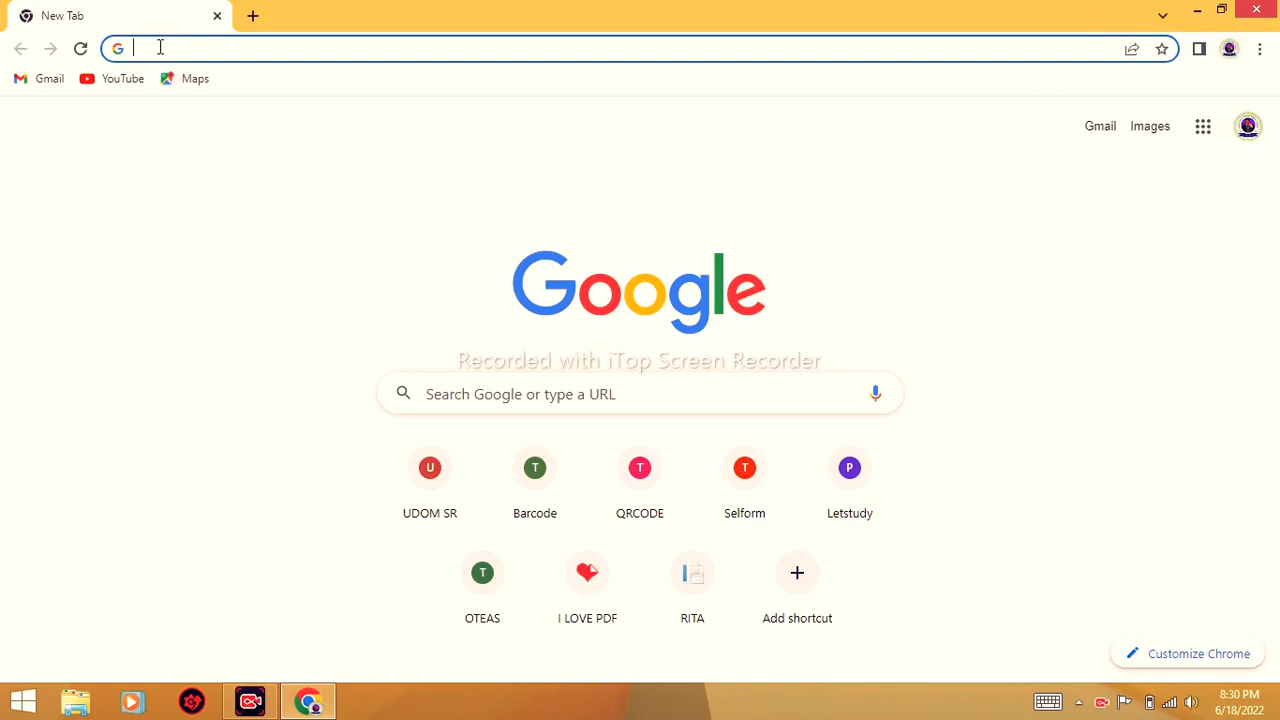 New Tab
Gmail YouTube Maps
Gmail Images
Google
Recorded with iTop Screen Recorder
Search Google or type a URL
U T T T P
UDOM SR Barcode QRCODE Selform Letstudy
T
OTEAS I LOVE PDF RITA Add shortcut
Customize Chrome
8:30 PM
6/18/2022